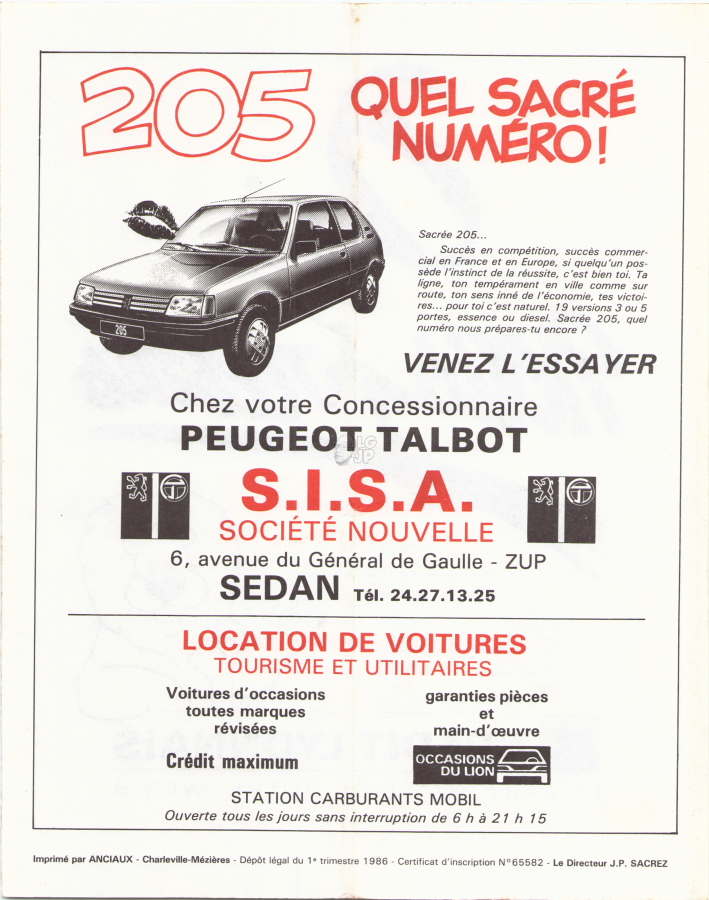 205
QUEL SACRÉ
NUMÉRO!
205
Sacrée 205...
Succès en compétition, succès commer-
cial en France et en Europe, si quelqu'un pos-
sède l'instinct de la réussite, c'est bien toi. Ta
ligne, ton tempérament en ville comme sur
route, ton sens inné de l'économie, tes victoi-
res... pour toi c'est naturel. 19 versions 3 ou 5
portes, essence ou diesel. Sacrée 205, quel
numéro nous prépares-tu encore ?
VENEZ L'ESSAYER
Chez votre Concessionnaire
PEUGEOT TALBOT
LG
JP
S.I.S.A.
SOCIÉTÉ NOUVELLE
6, avenue du Général de Gaulle - ZUP
SEDAN Tél. 24.27.13.25
LOCATION DE VOITURES
TOURISME ET UTILITAIRES
Voitures d'occasions
toutes marques
révisées
Crédit maximum
garanties pièces
et
main-d'œuvre
OCCASIONS
DU LION
STATION CARBURANTS MOBIL
Ouverte tous les jours sans interruption de 6 h à 21 h 15
Imprimé par ANCIAUX - Charleville-Mézières - Dépôt légal du 1e trimestre 1986 - Certificat d'inscription N°65582 - Le Directeur J.P. SACREZ